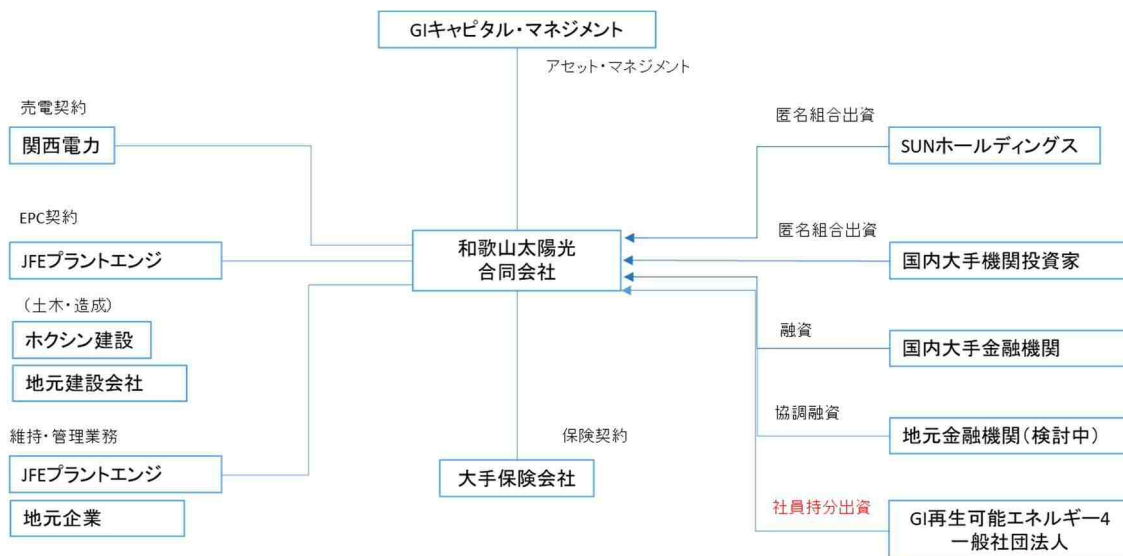 GIキャピタル・マネジメント
アセット・マネジメント
売電契約
関西電力
EPC契約
JFEプラントエンジ
(土木・造成)
ホクシン建設
地元建設会社
維持・管理業務
JFEプラントエンジ
地元企業
和歌山太陽光
合同会社
保険契約
大手保険会社
匿名組合出資
SUNホールディングス
匿名組合出資
国内大手機関投資家
融資
国内大手金融機関
協調融資
地元金融機関(検討中)
社員持分出資
GI再生可能エネルギー4
一般社団法人